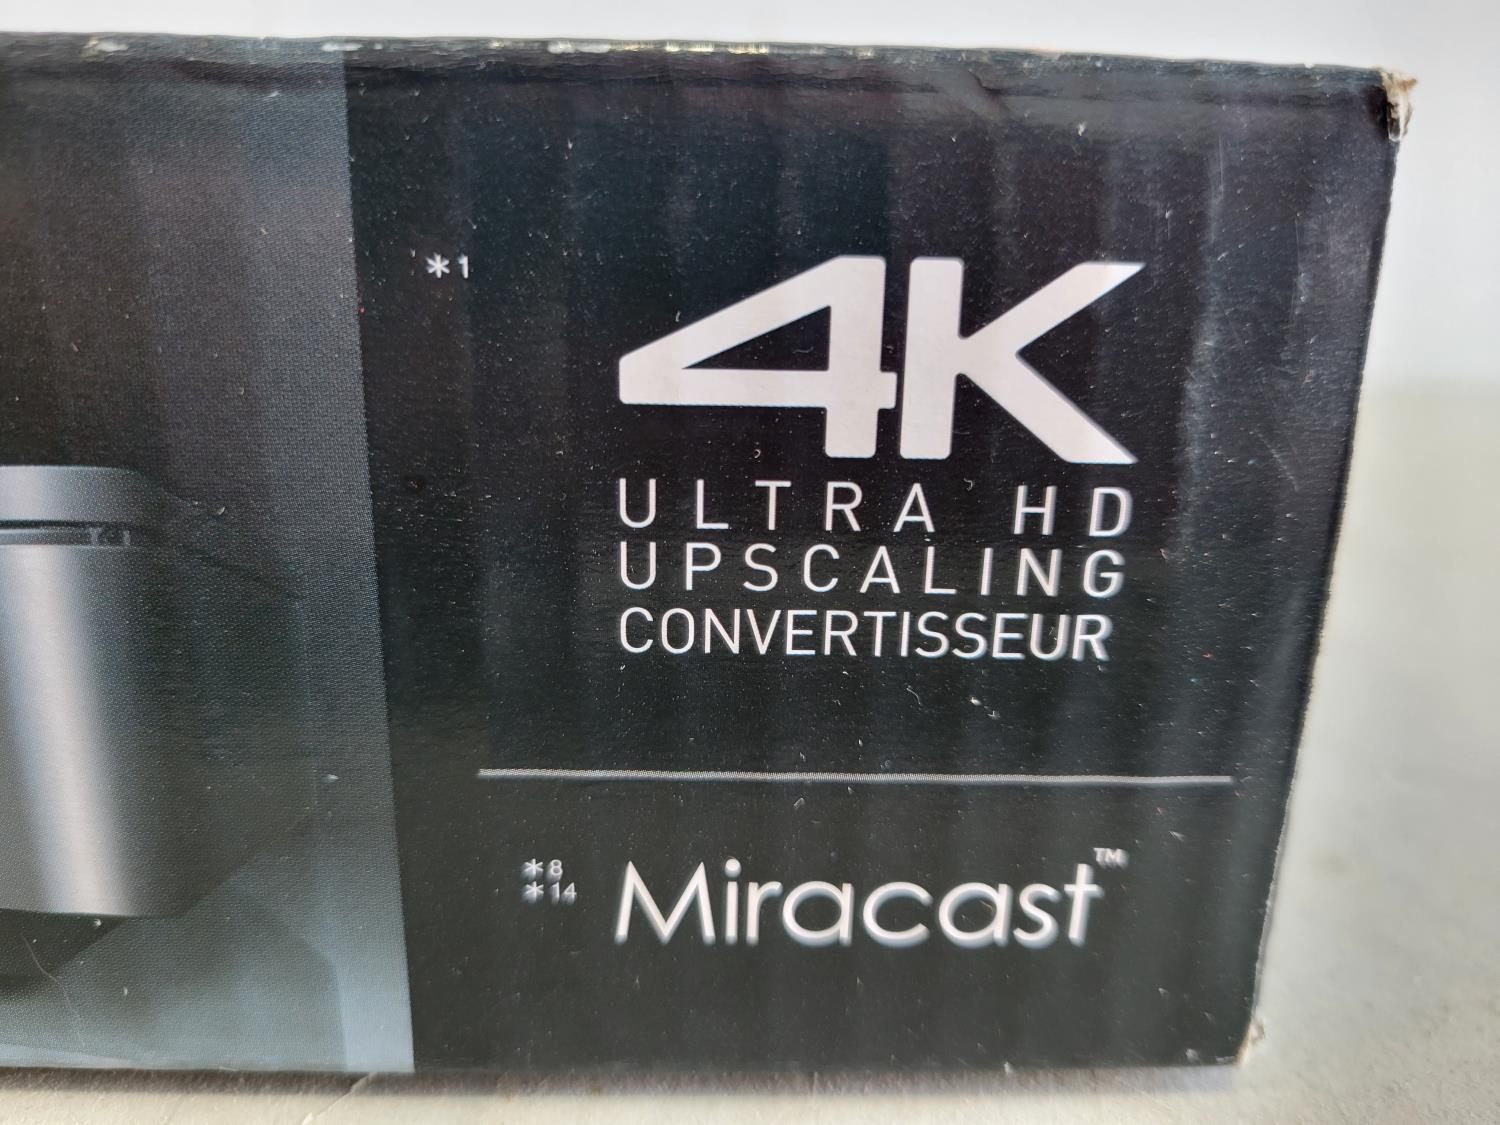 *1
4K
ULTRA HD
UPSCALING
CONVERTISSEUR
*8
*14
Miracast™